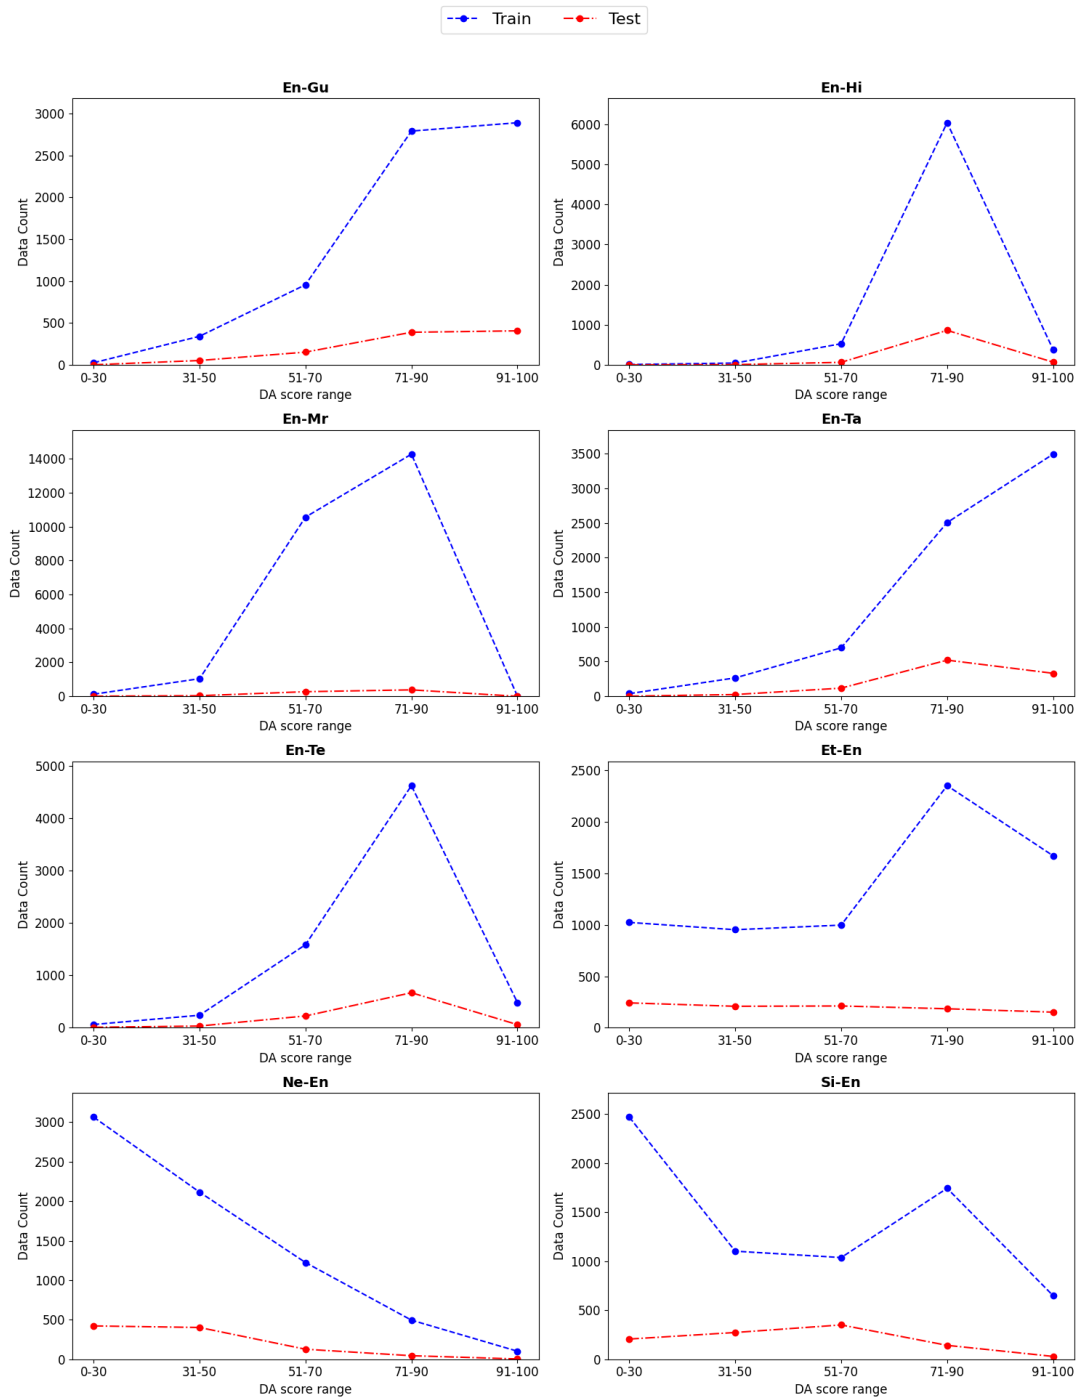 Train Test
En-Gu
3000
2500
2000
1500
1000
500
0
Data Count
0-30 31-50 51-70 71-90 91-100
DA score range
En-Hi
6000
5000
4000
3000
2000
1000
0
Data Count
0-30 31-50 51-70 71-90 91-100
DA score range
En-Mr
14000
12000
10000
8000
6000
4000
2000
0
Data Count
0-30 31-50 51-70 71-90 91-100
DA score range
En-Ta
3500
3000
2500
2000
1500
1000
500
0
Data Count
0-30 31-50 51-70 71-90 91-100
DA score range
En-Te
5000
4000
3000
2000
1000
0
Data Count
0-30 31-50 51-70 71-90 91-100
DA score range
Et-En
2500
2000
1500
1000
500
0
Data Count
0-30 31-50 51-70 71-90 91-100
DA score range
Ne-En
3000
2500
2000
1500
1000
500
0
Data Count
0-30 31-50 51-70 71-90 91-100
DA score range
Si-En
2500
2000
1500
1000
500
0
Data Count
0-30 31-50 51-70 71-90 91-100
DA score range